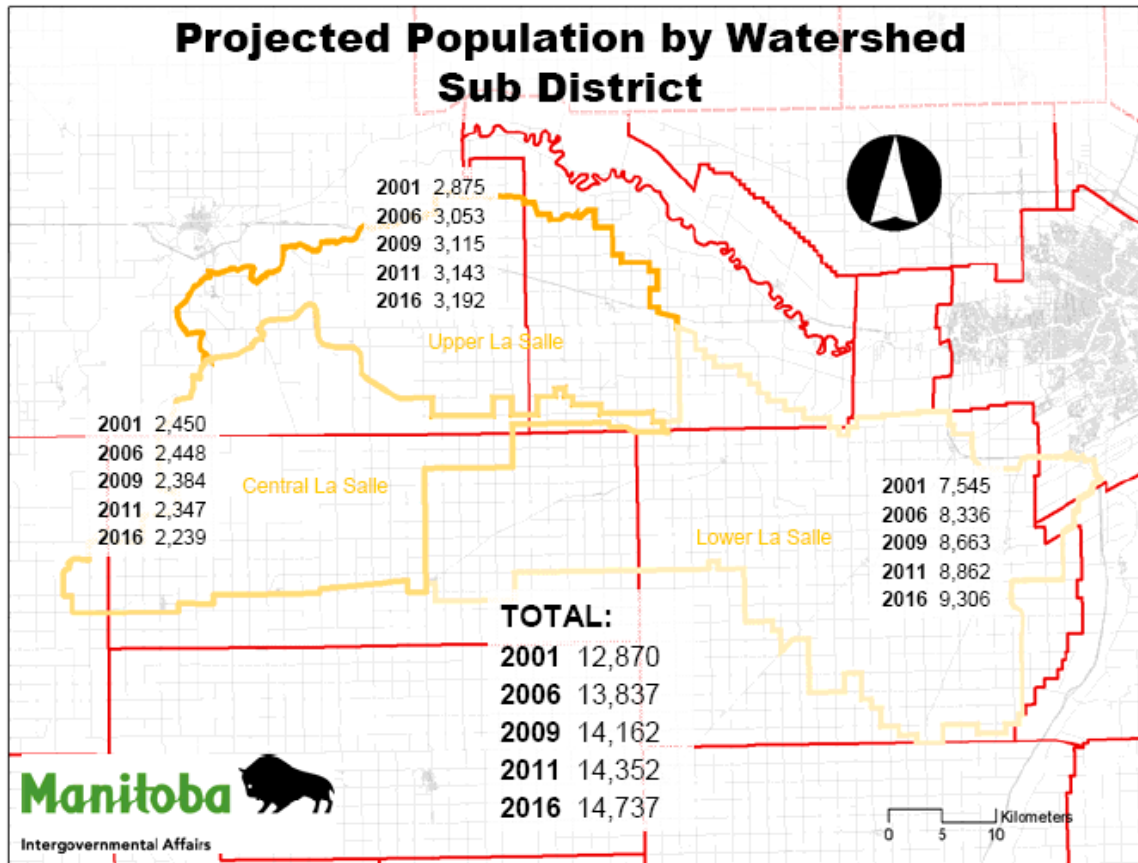 Projected Population by Watershed
Sub District
2001 2,875
2006 3,053
2009 3,115
2011 3,143
2016 3,192
Upper La Salle
2001 2,450
2006 2,448
2009 2,384
2011 2,347
2016 2,239
Central La Salle
Lower La Salle
2001 7,545
2006 8,336
2009 8,663
2011 8,862
2016 9,306
TOTAL:
2001 12,870
2006 13,837
2009 14,162
2011 14,352
2016 14,737
Manitoba
Intergovernmental Affairs
Kilometers
0 5 10